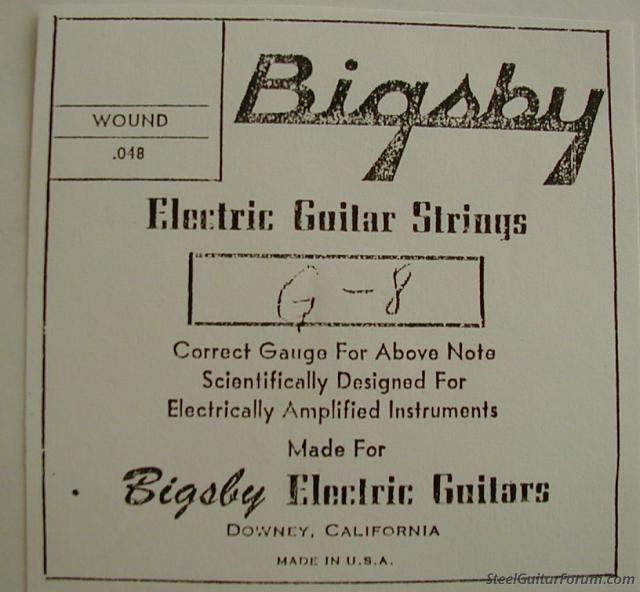 WOUND
.048
Bigsby
Electric Guitar Strings
G-8
Correct Gauge For Above Note
Scientifically Designed For
Electrically Amplified Instruments
Made For
Bigsby Electric Guitars
DOWNEY, CALIFORNIA
MADE IN U.S.A.
SteelGuitarForum.com